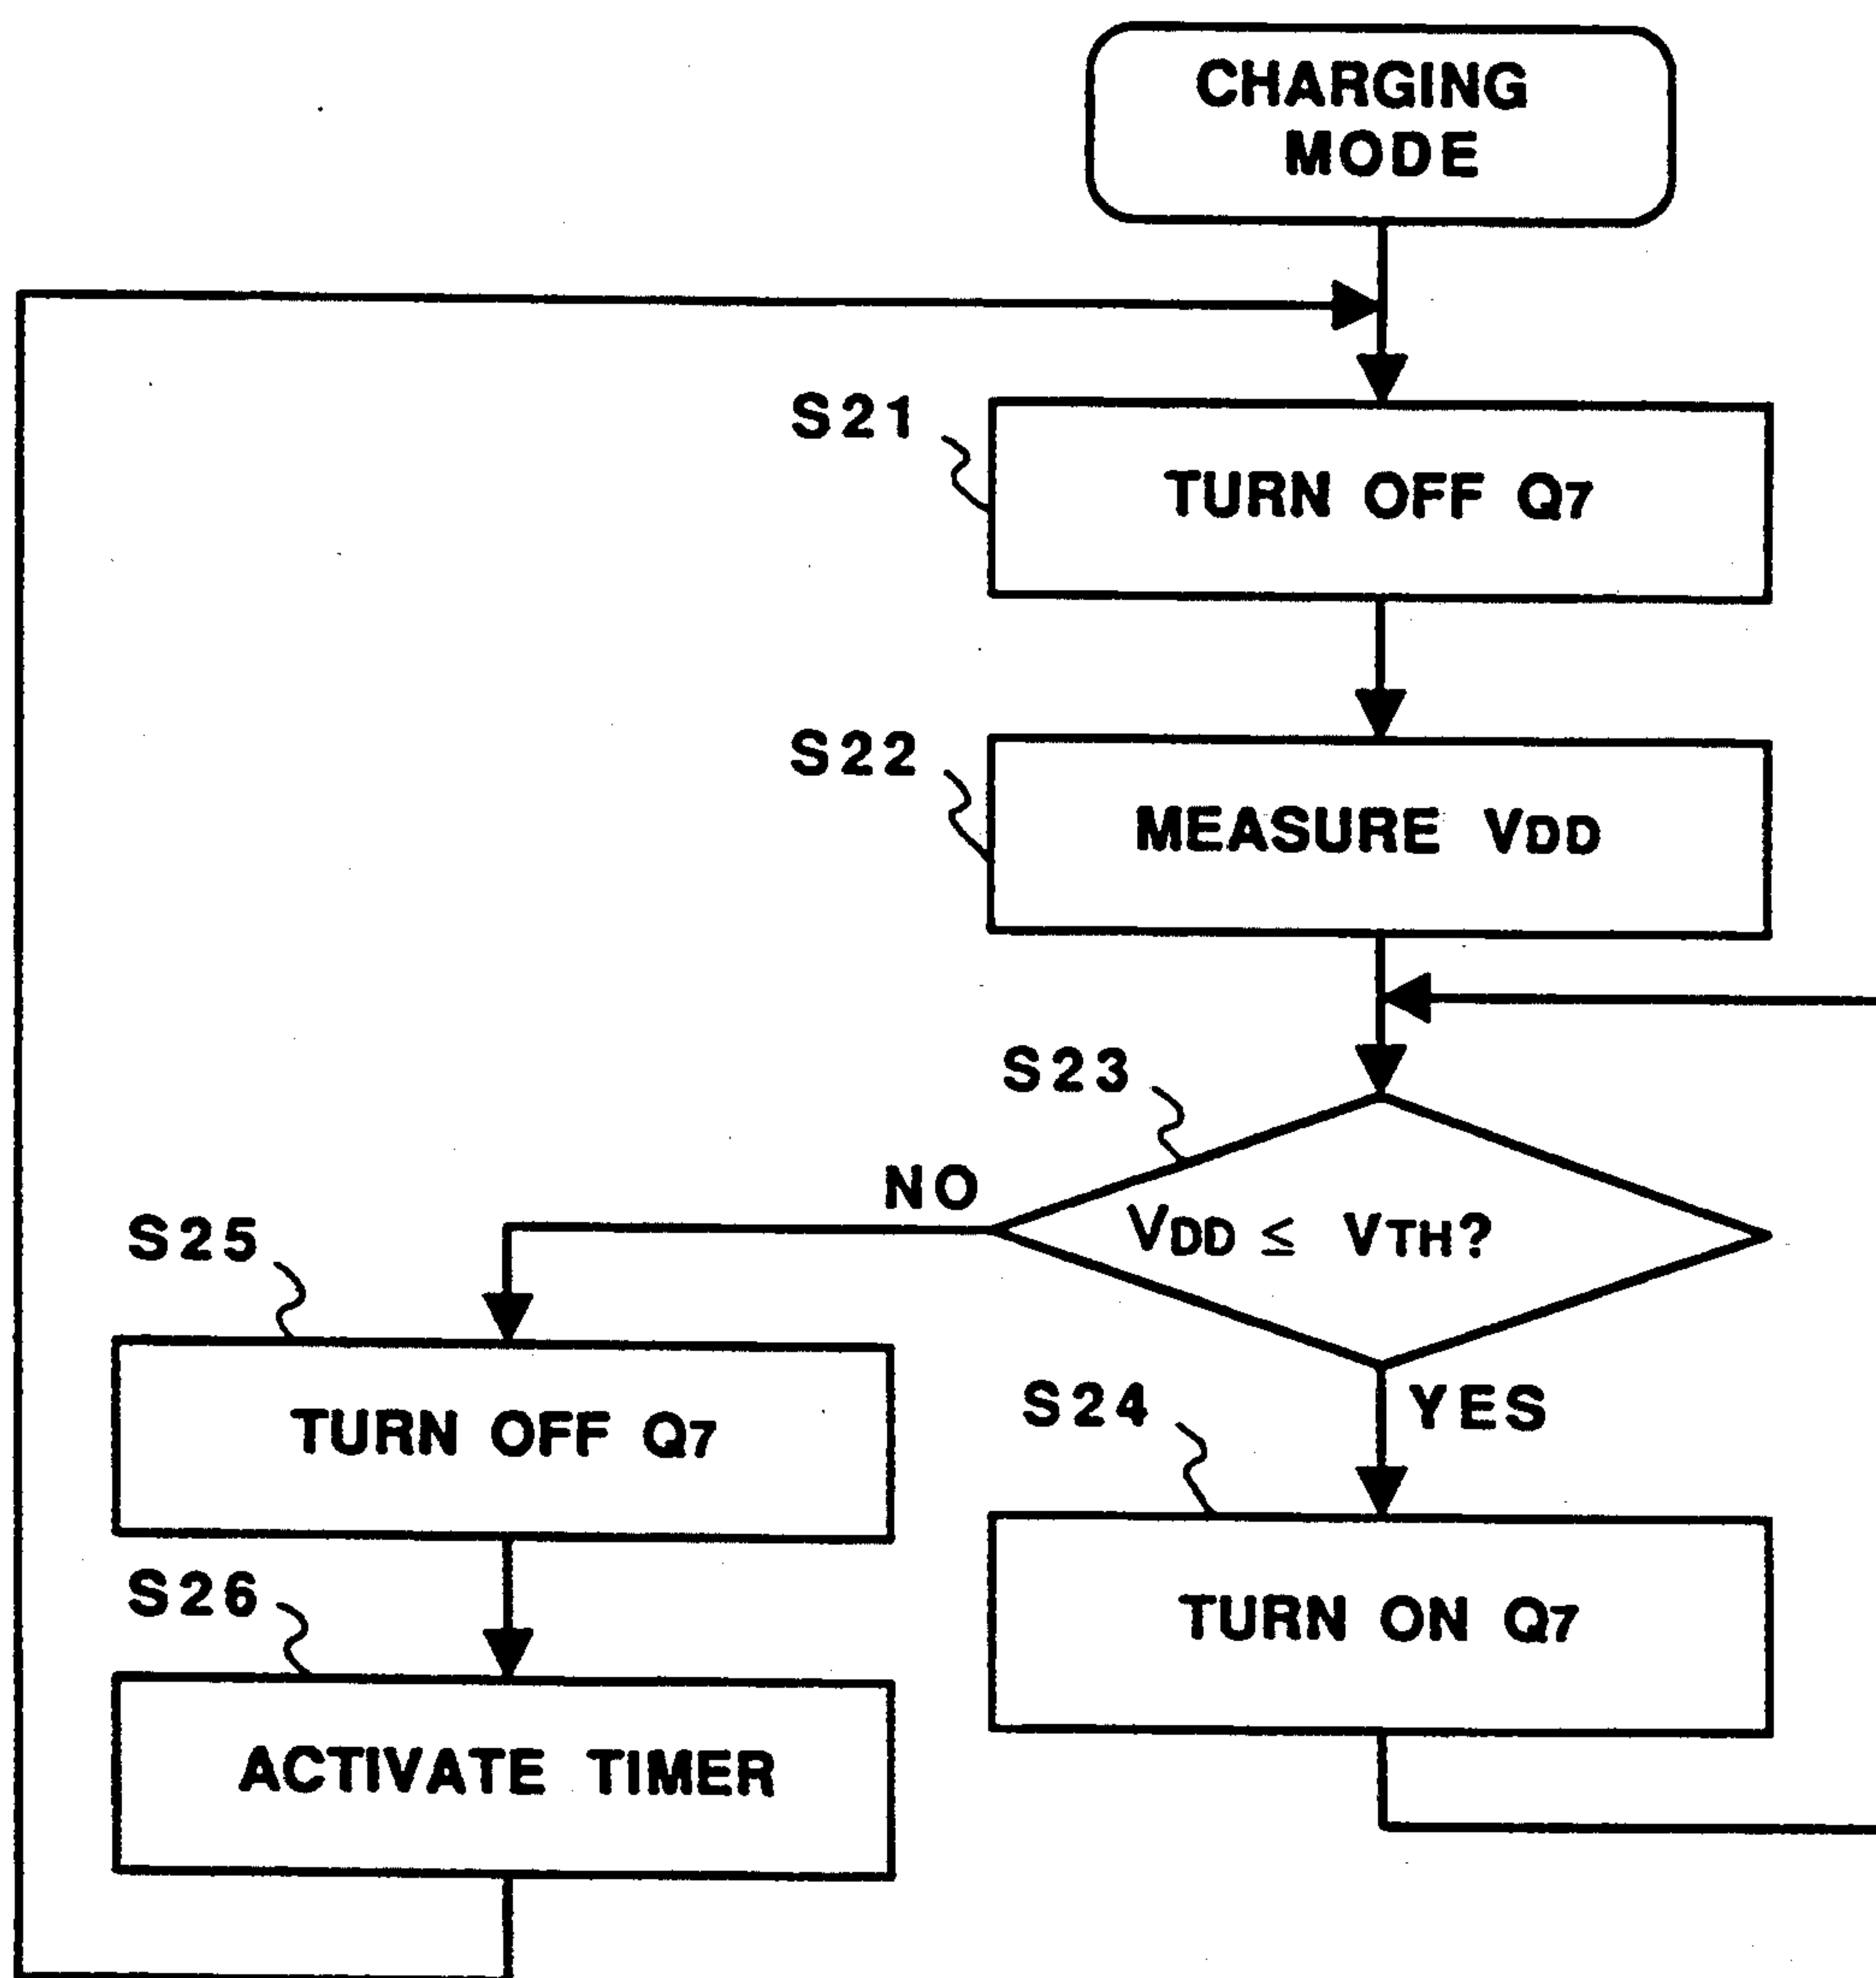 CHARGING
MODE
S21
TURN OFF Q7
S22
MEASURE VDD
S23
NO
VDD ≤ VTH?
S25
TURN OFF Q7
S24
YES
TURN ON Q7
S26
ACTIVATE TIMER